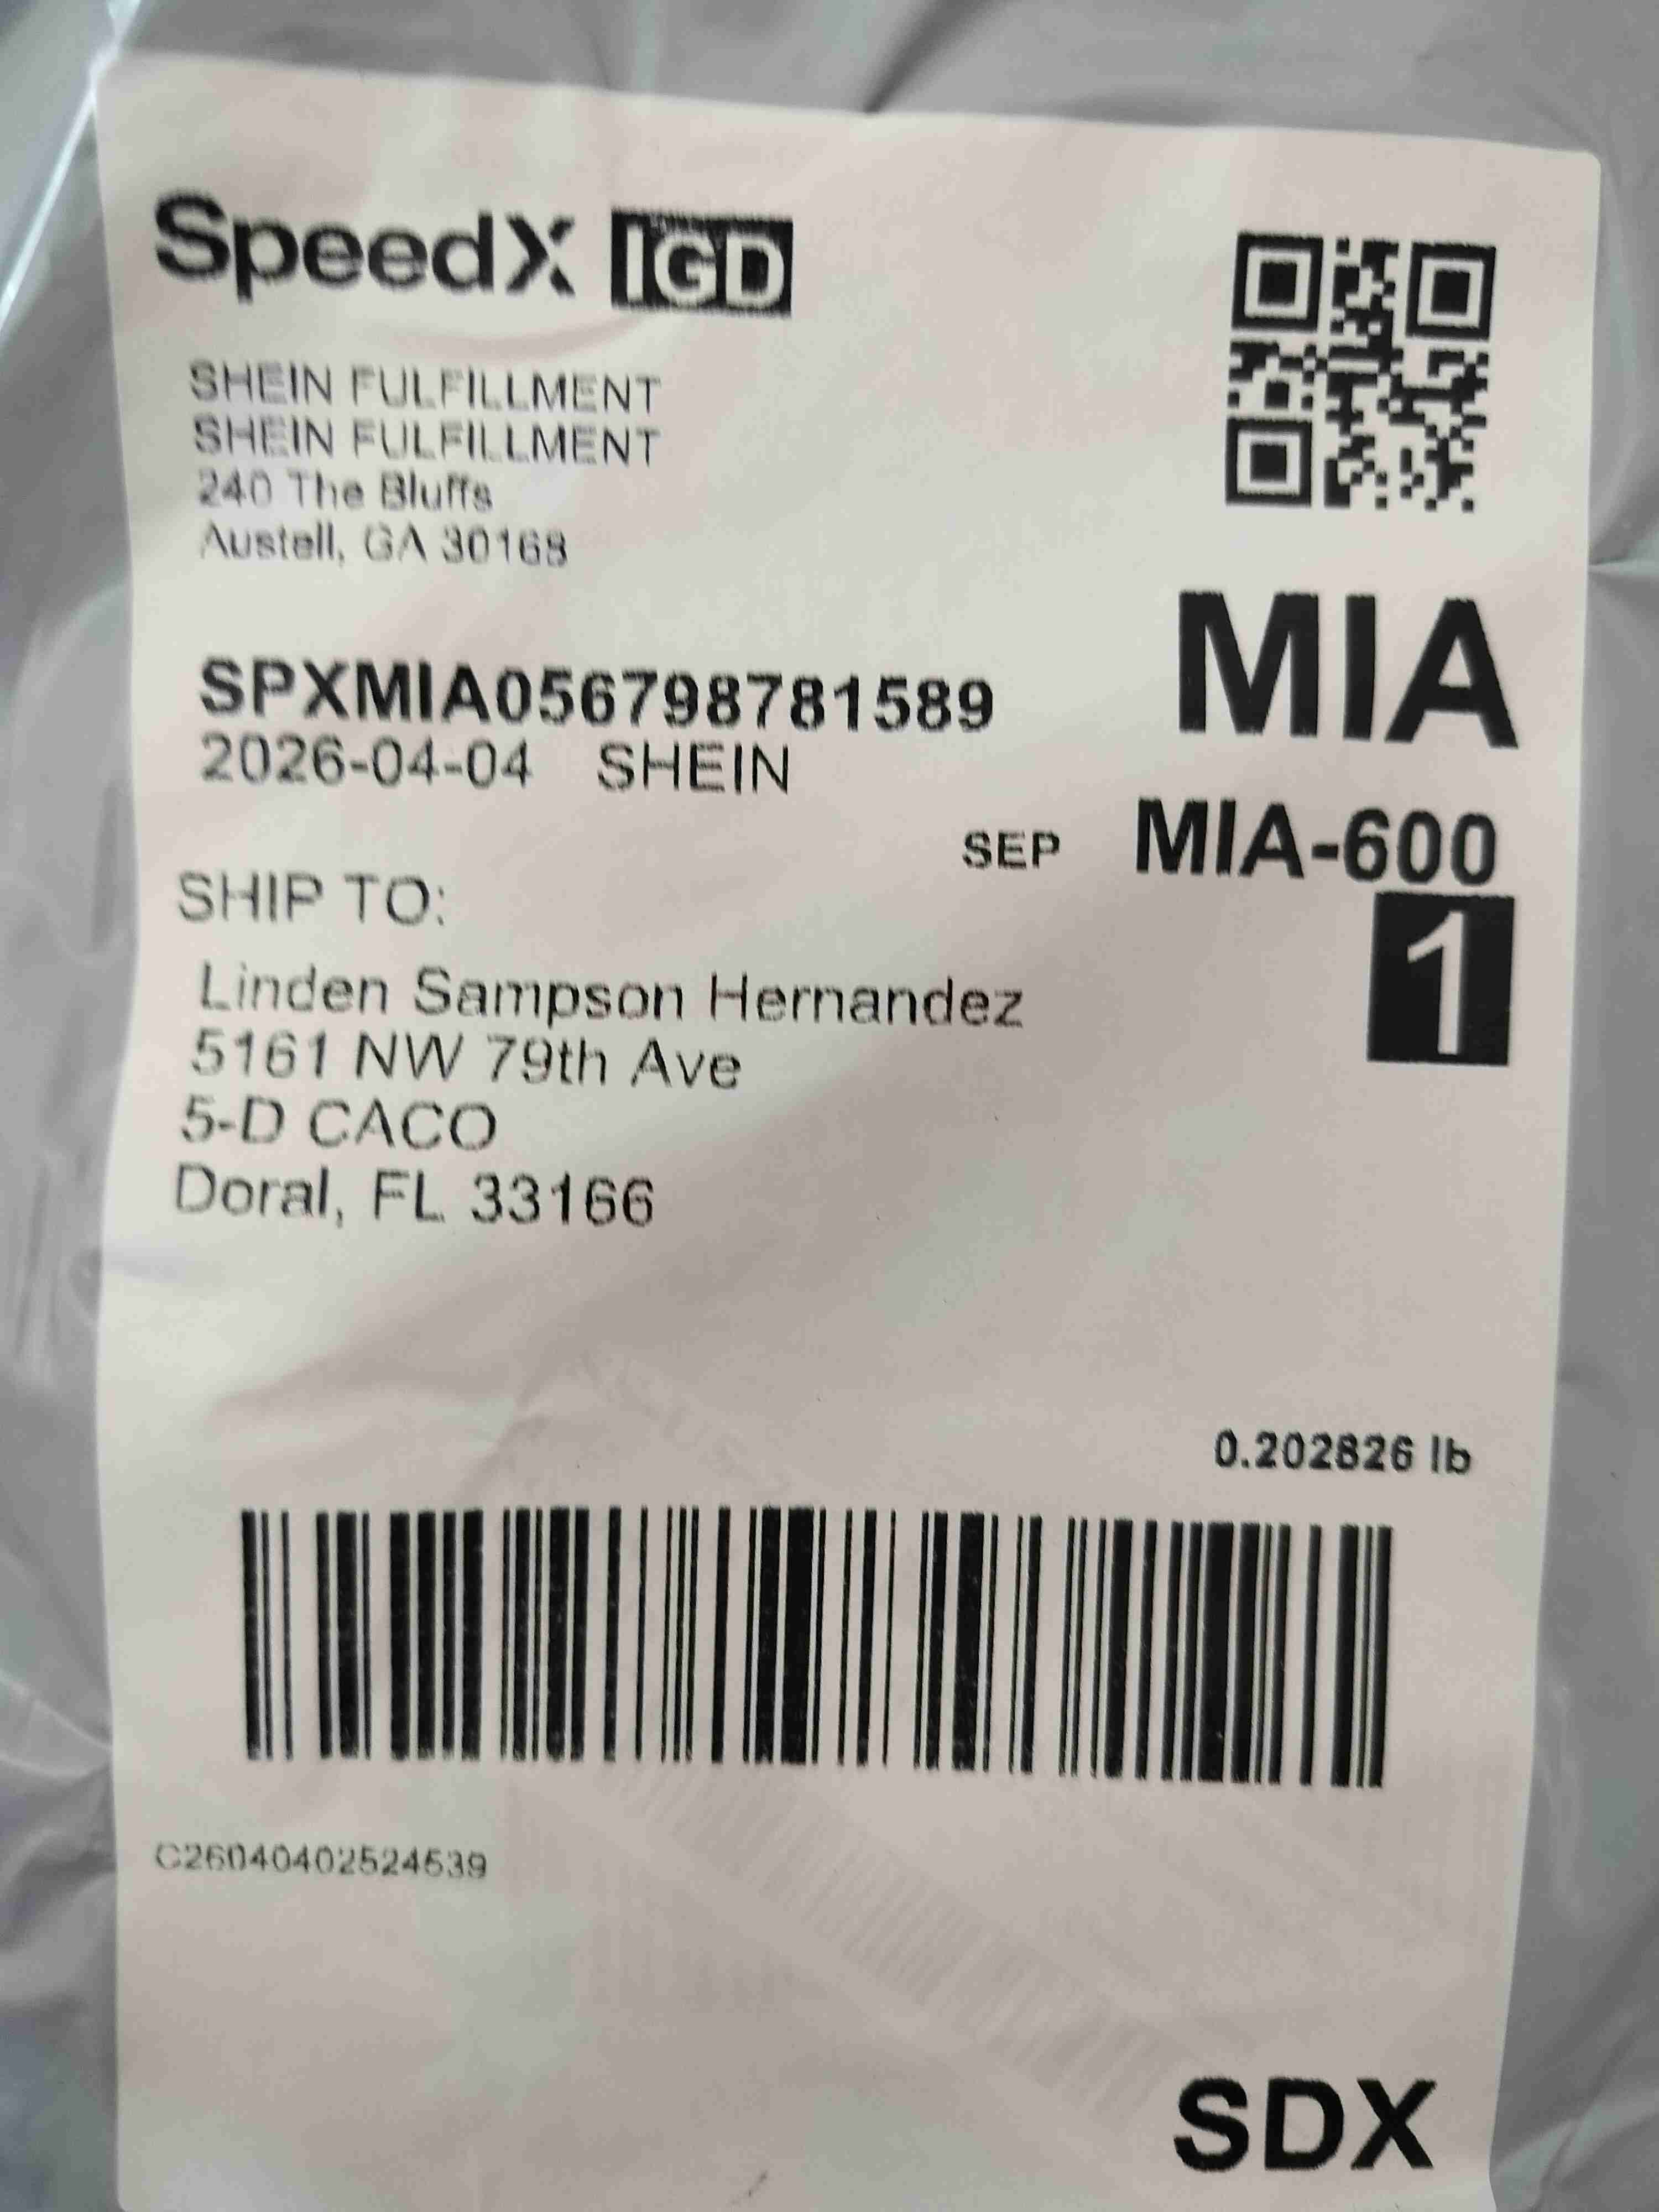 SpeedX IGD
SHEIN FULFILLMENT
SHEIN FULFILLMENT
240 The Bluffs
Austell, GA 30168
MIA
SPXMIA056798781589
2026-04-04 SHEIN
SEP MIA-600
1
SHIP TO:
Linden Sampson Hernandez
5161 NW 79th Ave
5-D CACO
Doral, FL 33166
0.202826 lb
C26040402524539
SDX